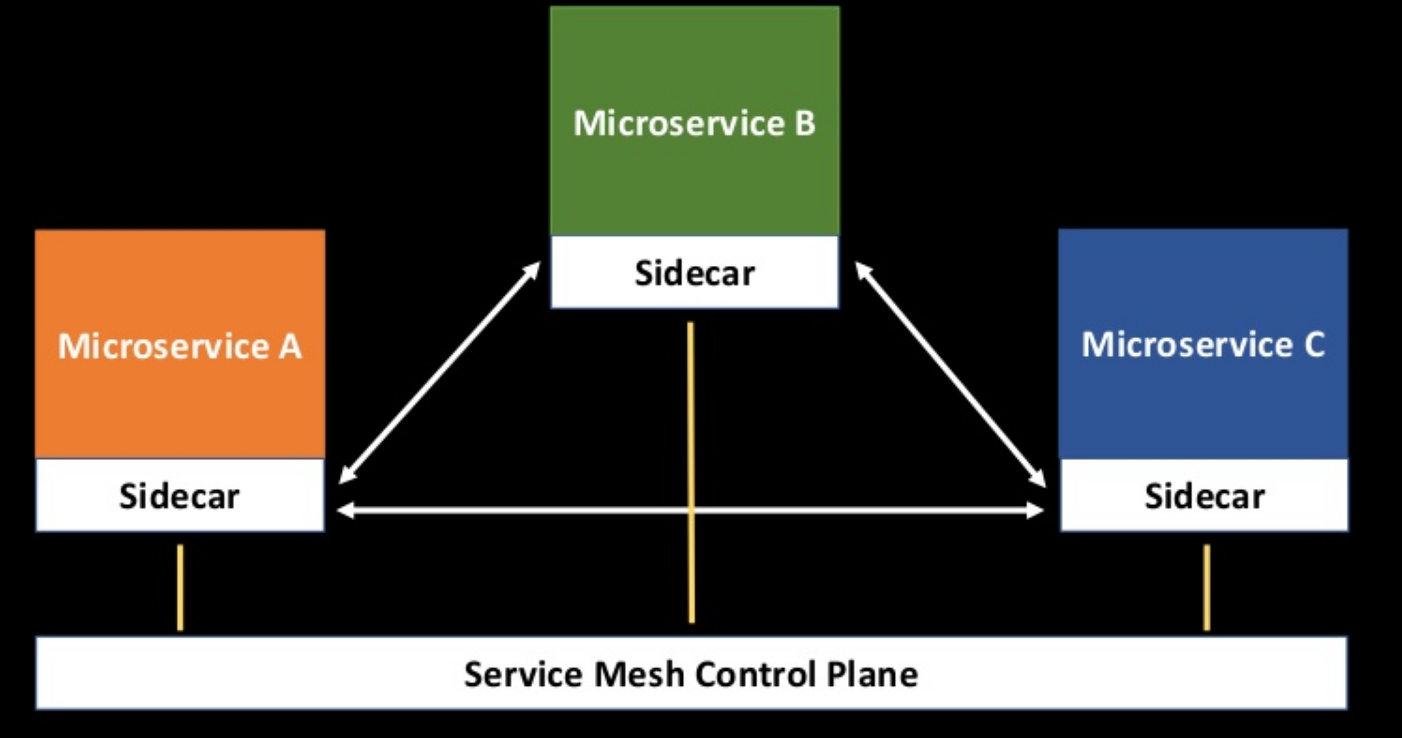 Microservice B
Sidecar
Microservice A
Sidecar
Microservice C
Sidecar
Service Mesh Control Plane